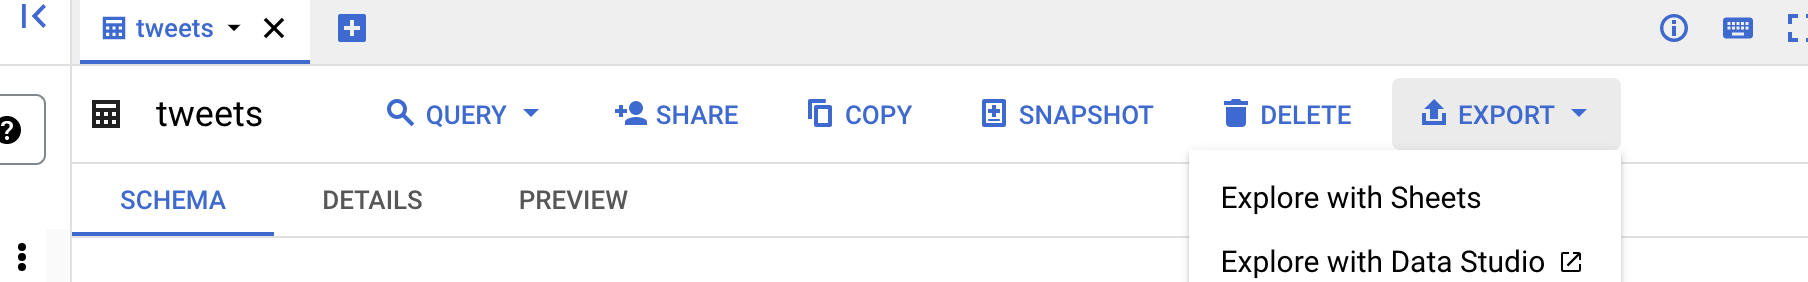 tweets
tweets QUERY SHARE COPY SNAPSHOT DELETE EXPORT
?
SCHEMA DETAILS PREVIEW
Explore with Sheets
Explore with Data Studio